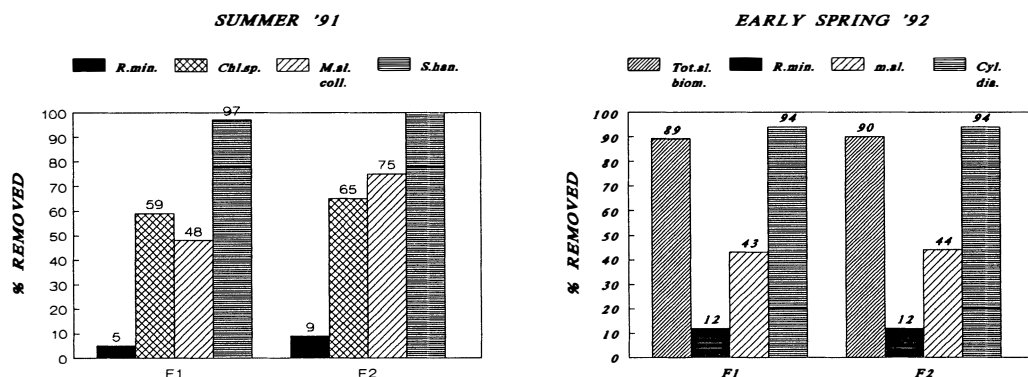 SUMMER '91
R.min. Chl.sp. M.al. coll. S.han.
% REMOVED
100
90
80
70
60
50
40
30
20
10
0
5 59 48 97
9 65 75
F1 F2
EARLY SPRING '92
Tot.al. biom. R.min. m.al. Cyl. dia.
% REMOVED
100
90
80
70
60
50
40
30
20
10
0
89 12 43 94
90 12 44 94
F1 F2